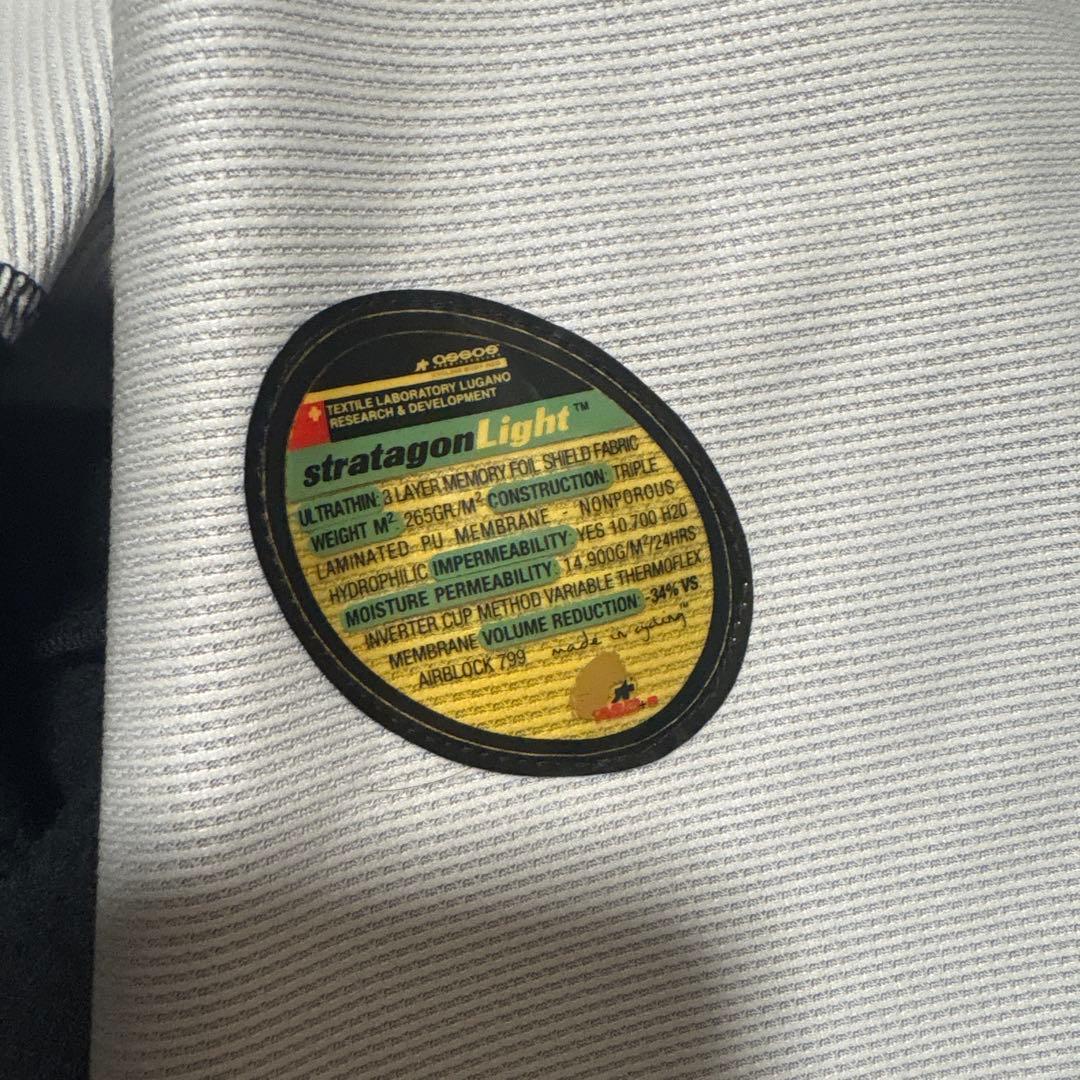 assos
TEXTILE LABORATORY LUGANO
RESEARCH & DEVELOPMENT
stratagonLight™
ULTRATHIN: 3 LAYER MEMORY FOIL SHIELD FABRIC
WEIGHT M²: 265GR/M² CONSTRUCTION: TRIPLE
LAMINATED PU MEMBRANE - NONPOROUS
HYDROPHILIC IMPERMEABILITY: YES 10.700 H20
MOISTURE PERMEABILITY: 14.900G/M²/24HRS
INVERTER CUP METHOD VARIABLE THERMOFLEX
MEMBRANE VOLUME REDUCTION: -34% VS
AIRBLOCK 799 made in cycling™